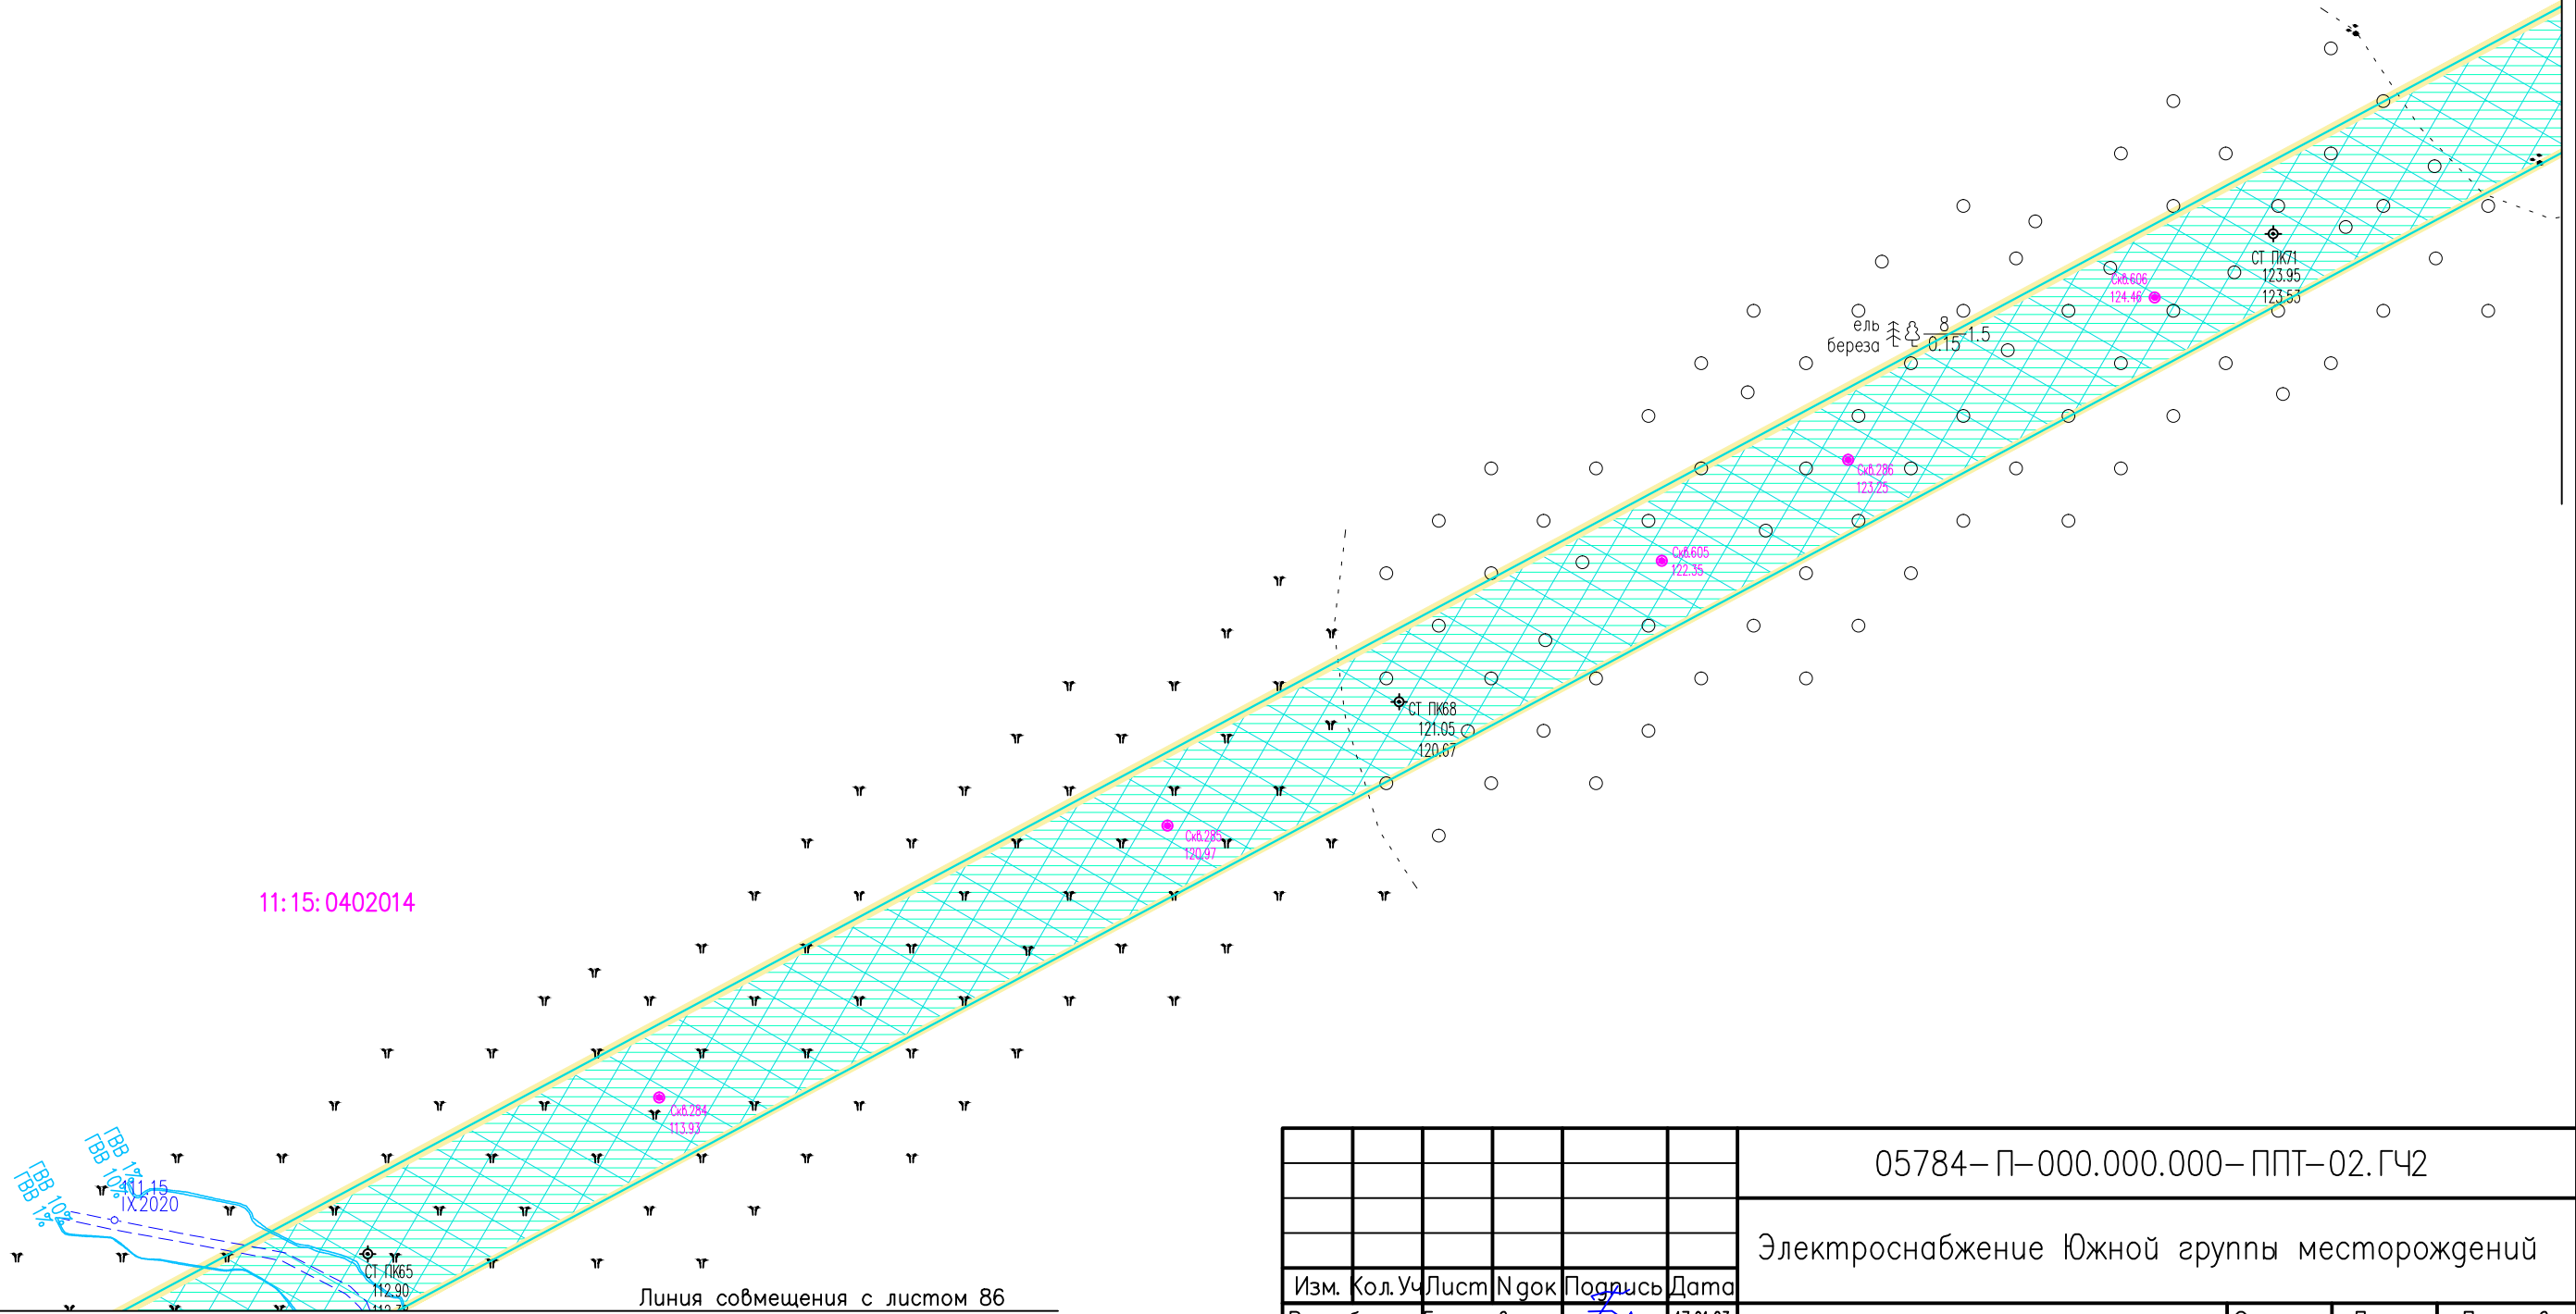 СТ ПК71
123.95
123.53
Скв.606
124.46
ель
береза
8
0.15
1.5
Скв.286
123.25
Скв.605
122.35
СТ ПК68
121.05
120.67
Скв.285
120.97
11:15:0402014
Скв.284
113.93
ГВВ 1%
ГВВ 10%
ГВВ 10%
ГВВ 1%
111.15
IX.2020
СТ ПК65
112.90
Линия совмещения с листом 86
05784-П-000.000.000-ППТ-02.ГЧ2
Электроснабжение Южной группы месторождений
Изм. Кол.Уч Лист Nдок Подпись Дата